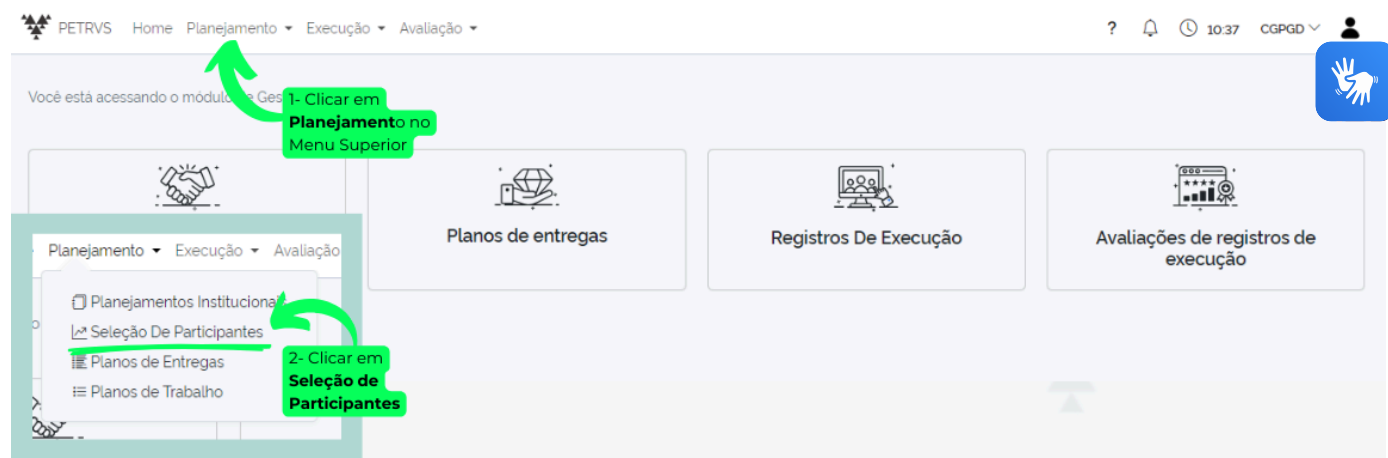 PETRVS Home Planejamento Execução Avaliação ? 10:37 CGPGD
Você está acessando o módulo de Ges
1- Clicar em
Planejamento no
Menu Superior
Planos de entregas
Registros De Execução
Avaliações de registros de
execução
Planejamento Execução Avaliação
Planejamentos Instituciona
Seleção De Participantes
Planos de Entregas
Planos de Trabalho
2- Clicar em
Seleção de
Participantes